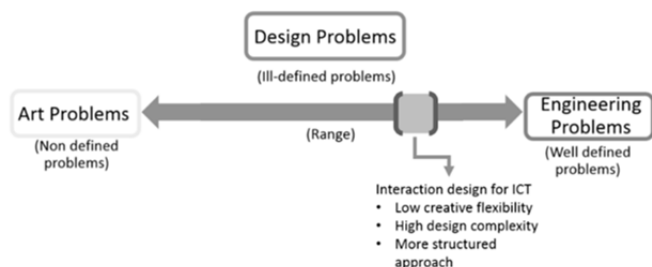 Design Problems
(Ill-defined problems)
Art Problems
(Non defined
problems)
(Range)
Engineering
Problems
(Well defined
problems)
Interaction design for ICT
• Low creative flexibility
• High design complexity
• More structured
approach